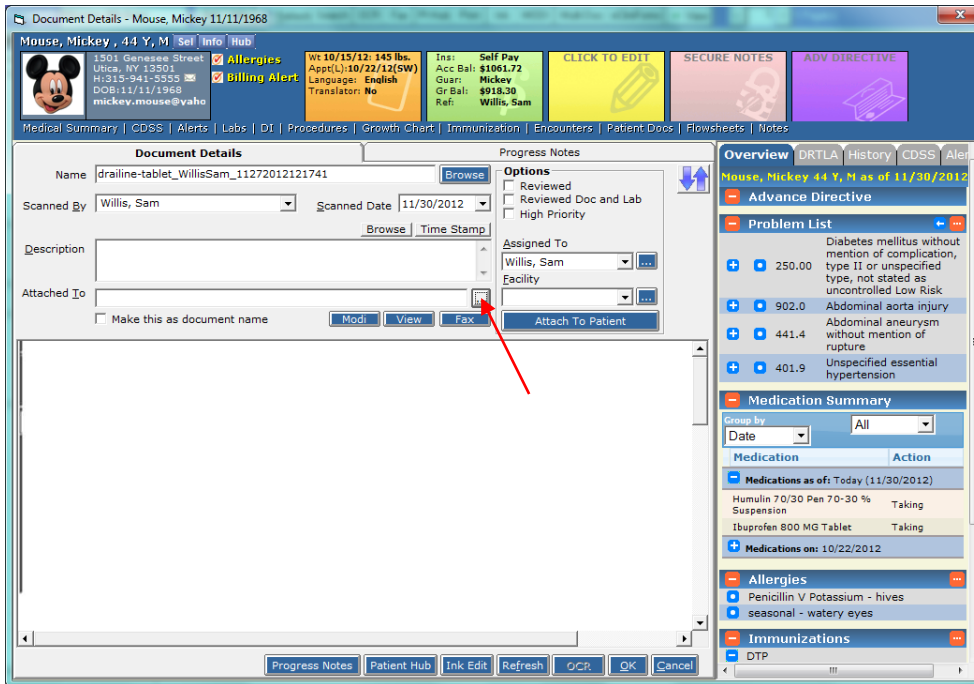 Document Details - Mouse, Mickey 11/11/1968
Mouse, Mickey , 44 Y, M Sel Info Hub
1501 Genesee Street
Utica, NY 13501
H:315-941-5555
DOB:11/11/1968
mickey.mouse@yaho
Allergies
Billing Alert
Wt 10/15/12: 145 lbs.
Appt(L):10/22/12(SW)
Language: English
Translator: No
Ins: Self Pay
Acc Bal: $1061.72
Guar: Mickey
Gr Bal: $918.30
Ref: Willis, Sam
CLICK TO EDIT
SECURE NOTES
ADV DIRECTIVE
Medical Summary | CDSS | Alerts | Labs | DI | Procedures | Growth Chart | Immunization | Encounters | Patient Docs | Flowsheets | Notes
Document Details
Progress Notes
Name drailine-tablet_WillisSam_11272012121741 Browse
Scanned By Willis, Sam Scanned Date 11/30/2012
Browse Time Stamp
Description
Attached To ...
Make this as document name Modi View Fax
Options
Reviewed
Reviewed Doc and Lab
High Priority
Assigned To
Willis, Sam ...
Facility
...
Attach To Patient
Progress Notes Patient Hub Ink Edit Refresh OCR OK Cancel
Overview DRTLA History CDSS Aler
Mouse, Mickey 44 Y, M as of 11/30/2012
Advance Directive
Problem List
250.00 Diabetes mellitus without
mention of complication,
type II or unspecified
type, not stated as
uncontrolled Low Risk
902.0 Abdominal aorta injury
441.4 Abdominal aneurysm
without mention of
rupture
401.9 Unspecified essential
hypertension
Medication Summary
Group by
Date All
Medication Action
Medications as of: Today (11/30/2012)
Humulin 70/30 Pen 70-30 %
Suspension Taking
Ibuprofen 800 MG Tablet Taking
Medications on: 10/22/2012
Allergies
Penicillin V Potassium - hives
seasonal - watery eyes
Immunizations
DTP